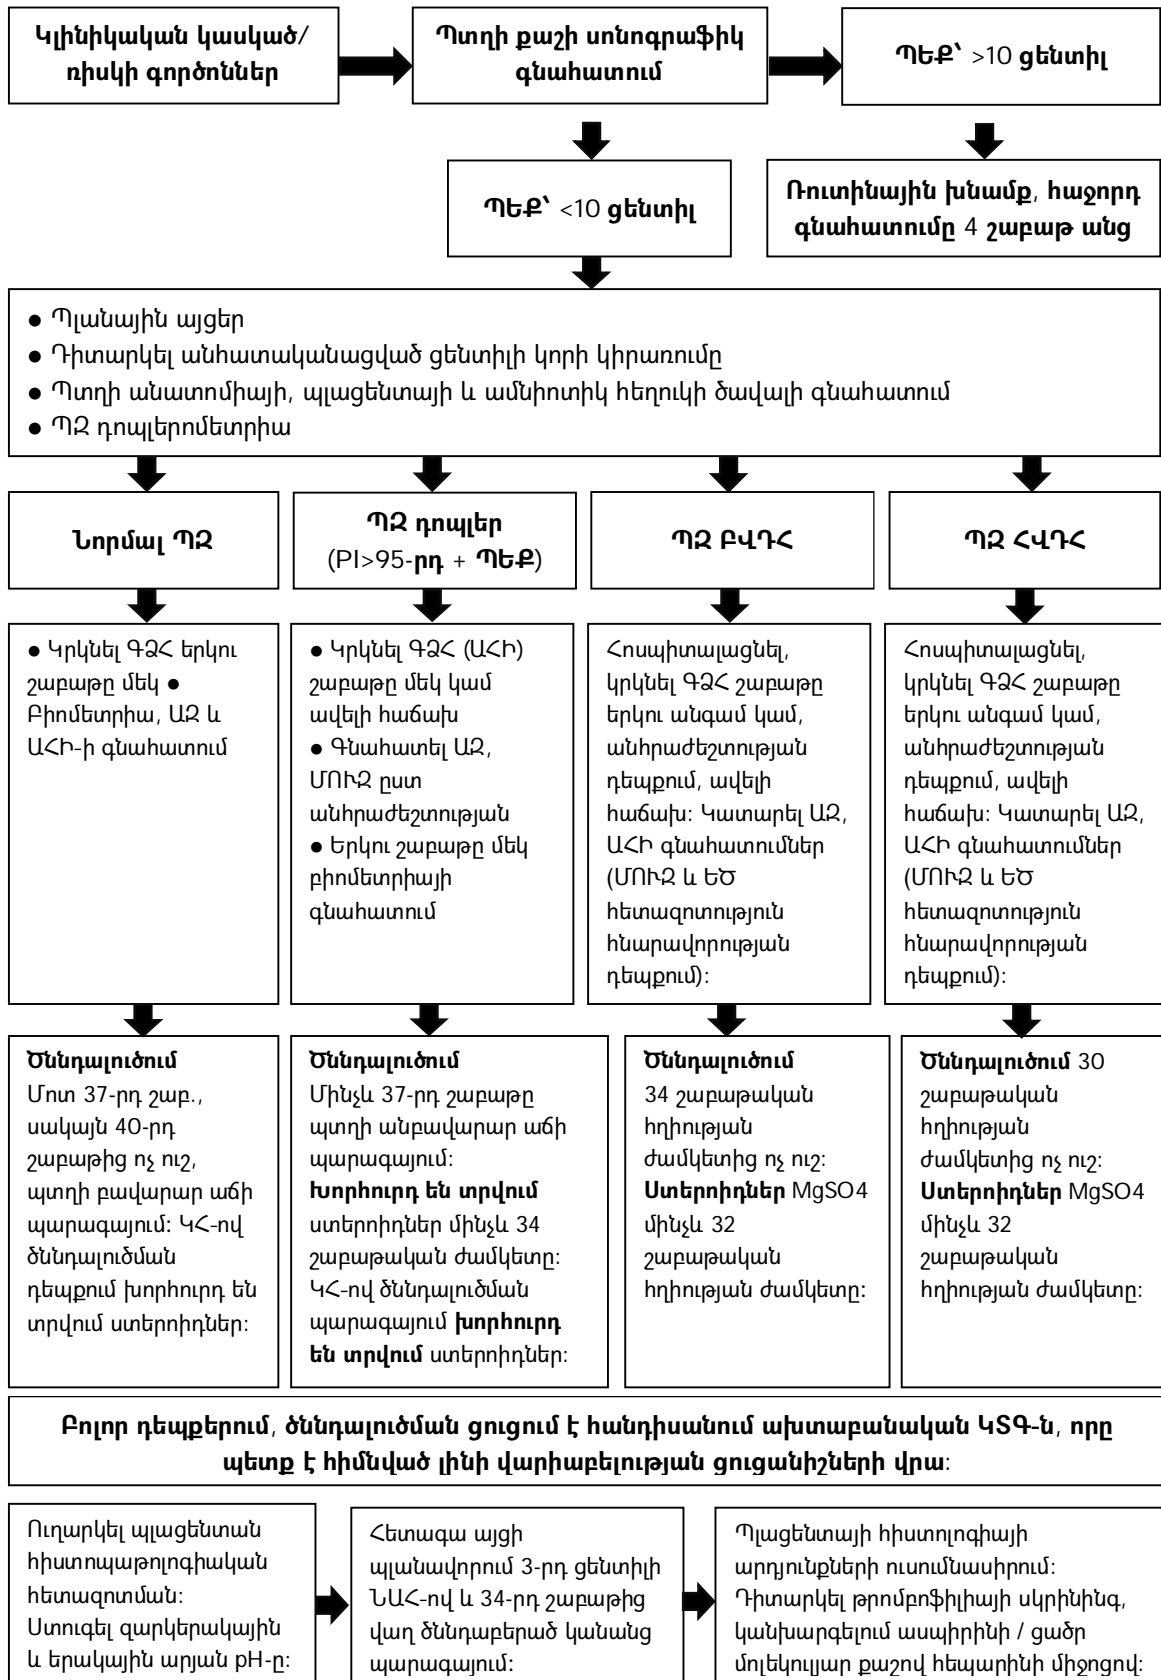 Կլինիկական կասկած/
ռիսկի գործոններ
Պտղի քաշի սոնոգրաֆիկ
գնահատում
ՊԵՔ՝ >10 ցենտիլ
ՊԵՔ՝ <10 ցենտիլ
Ռուտինային խնամք, հաջորդ
գնահատումը 4 շաբաթ անց
● Պլանային այցեր
● Դիտարկել անհատականացված ցենտիլի կորի կիրառումը
● Պտղի անատոմիայի, պլացենտայի և ամնիոտիկ հեղուկի ծավալի գնահատում
● ՊԶ դոպլերոմետրիա
Նորմալ ՊԶ
ՊԶ դոպլեր
(PI>95-րդ + ՊԵՔ)
ՊԶ ԲՎԴՀ
ՊԶ ՀՎԴՀ
● Կրկնել ԳՁՀ երկու
շաբաթը մեկ ●
Բիոմետրիա, ԱԶ և
ԱՀԻ-ի գնահատում
● Կրկնել ԳՁՀ (ԱՀԻ)
շաբաթը մեկ կամ
ավելի հաճախ
● Գնահատել ԱԶ,
ՄՈՒԶ ըստ
անհրաժեշտության
● Երկու շաբաթը մեկ
բիոմետրիայի
գնահատում
Հոսպիտալացնել,
կրկնել ԳՁՀ շաբաթը
երկու անգամ կամ,
անհրաժեշտության
դեպքում, ավելի
հաճախ: Կատարել ԱԶ,
ԱՀԻ գնահատումներ
(ՄՈՒԶ և ԵԾ
հետազոտություն
հնարավորության
դեպքում):
Հոսպիտալացնել,
կրկնել ԳՁՀ շաբաթը
երկու անգամ կամ,
անհրաժեշտության
դեպքում, ավելի
հաճախ: Կատարել ԱԶ,
ԱՀԻ գնահատումներ
(ՄՈՒԶ և ԵԾ
հետազոտություն
հնարավորության
դեպքում):
Ծննդալուծում
Մոտ 37-րդ շաբ.,
սակայն 40-րդ
շաբաթից ոչ ուշ,
պտղի բավարար աճի
պարագայում: ԿՀ-ով
ծննդալուծման
դեպքում խորհուրդ են
տրվում ստերոիդներ:
Ծննդալուծում
Մինչև 37-րդ շաբաթը
պտղի անբավարար աճի
պարագայում:
Խորհուրդ են տրվում
ստերոիդներ մինչև 34
շաբաթական ժամկետը:
ԿՀ-ով ծննդալուծման
պարագայում խորհուրդ
են տրվում ստերոիդներ:
Ծննդալուծում
34 շաբաթական
հղիության
ժամկետից ոչ ուշ:
Ստերոիդներ MgSO4
մինչև 32
շաբաթական
հղիության ժամկետը:
Ծննդալուծում 30
շաբաթական
հղիության
ժամկետից ոչ ուշ:
Ստերոիդներ MgSO4
մինչև 32
շաբաթական
հղիության ժամկետը:
Բոլոր դեպքերում, ծննդալուծման ցուցում է հանդիսանում ախտաբանական ԿՏԳ-ն, որը
պետք է հիմնված լինի վարիաբելության ցուցանիշների վրա:
Ուղարկել պլացենտան
հիստոպաթոլոգիական
հետազոտման:
Ստուգել զարկերակային
և երակային արյան pH-ը:
Հետագա այցի
պլանավորում 3-րդ ցենտիլի
ՆԱՀ-ով և 34-րդ շաբաթից
վաղ ծննդաբերած կանանց
պարագայում:
Պլացենտայի հիստոլոգիայի
արդյունքների ուսումնասիրում:
Դիտարկել թրոմբոֆիլիայի սկրինինգ,
կանխարգելում ասպիրինի / ցածր
մոլեկուլյար քաշով հեպարինի միջոցով: